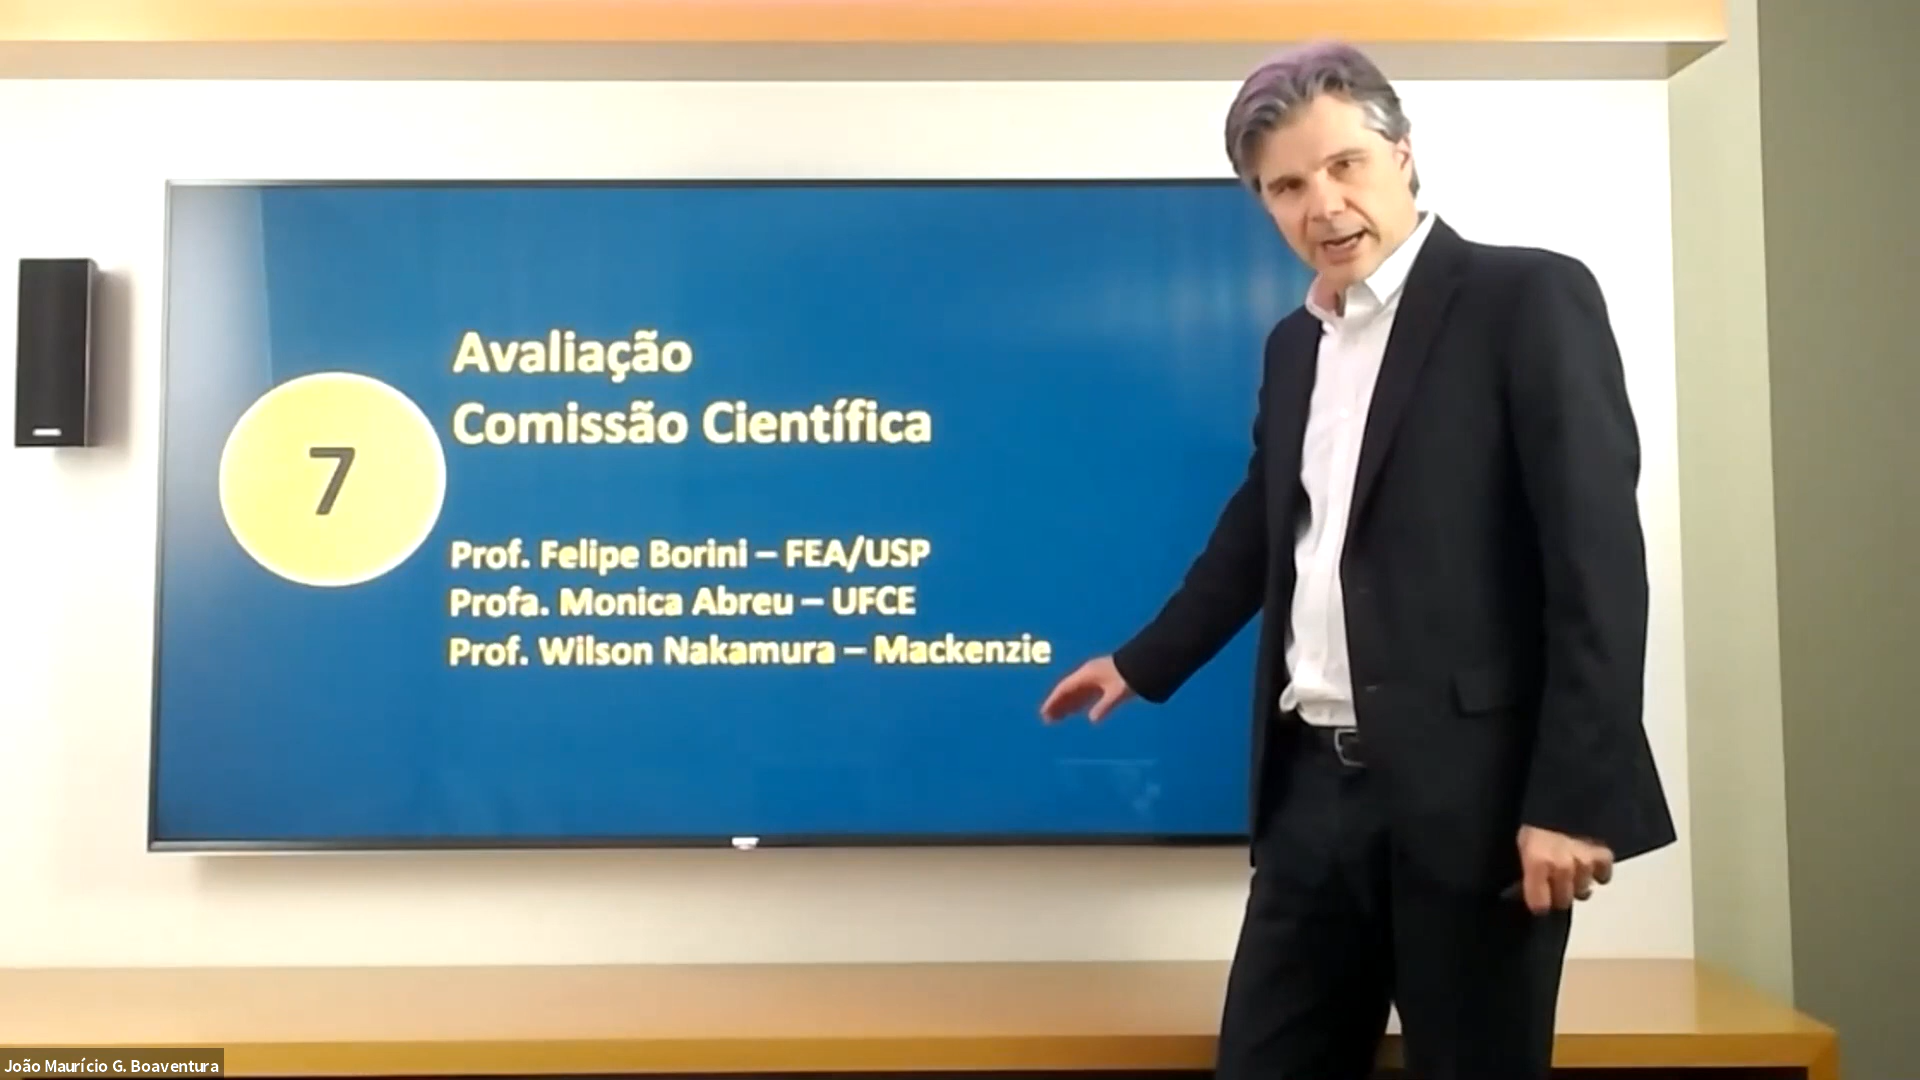 7
Avaliação
Comissão Científica
Prof. Felipe Borini – FEA/USP
Profa. Monica Abreu – UFCE
Prof. Wilson Nakamura – Mackenzie
João Maurício G. Boaventura